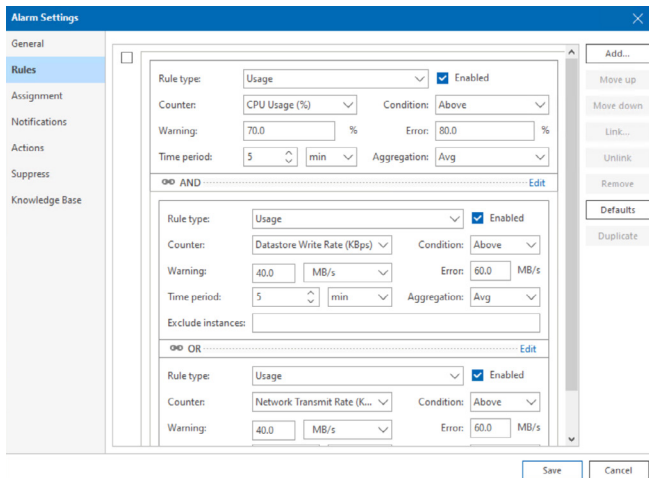 Alarm Settings
General
Rules
Assignment
Notifications
Actions
Suppress
Knowledge Base
Rule type: Usage Enabled
Counter: CPU Usage (%) Condition: Above
Warning: 70.0 % Error: 80.0 %
Time period: 5 min Aggregation: Avg
AND Edit
Rule type: Usage Enabled
Counter: Datastore Write Rate (KBps) Condition: Above
Warning: 40.0 MB/s Error: 60.0 MB/s
Time period: 5 min Aggregation: Avg
Exclude instances:
OR Edit
Rule type: Usage Enabled
Counter: Network Transmit Rate (K... Condition: Above
Warning: 40.0 MB/s Error: 60.0 MB/s
Add...
Move up
Move down
Link...
Unlink
Remove
Defaults
Duplicate
Save Cancel